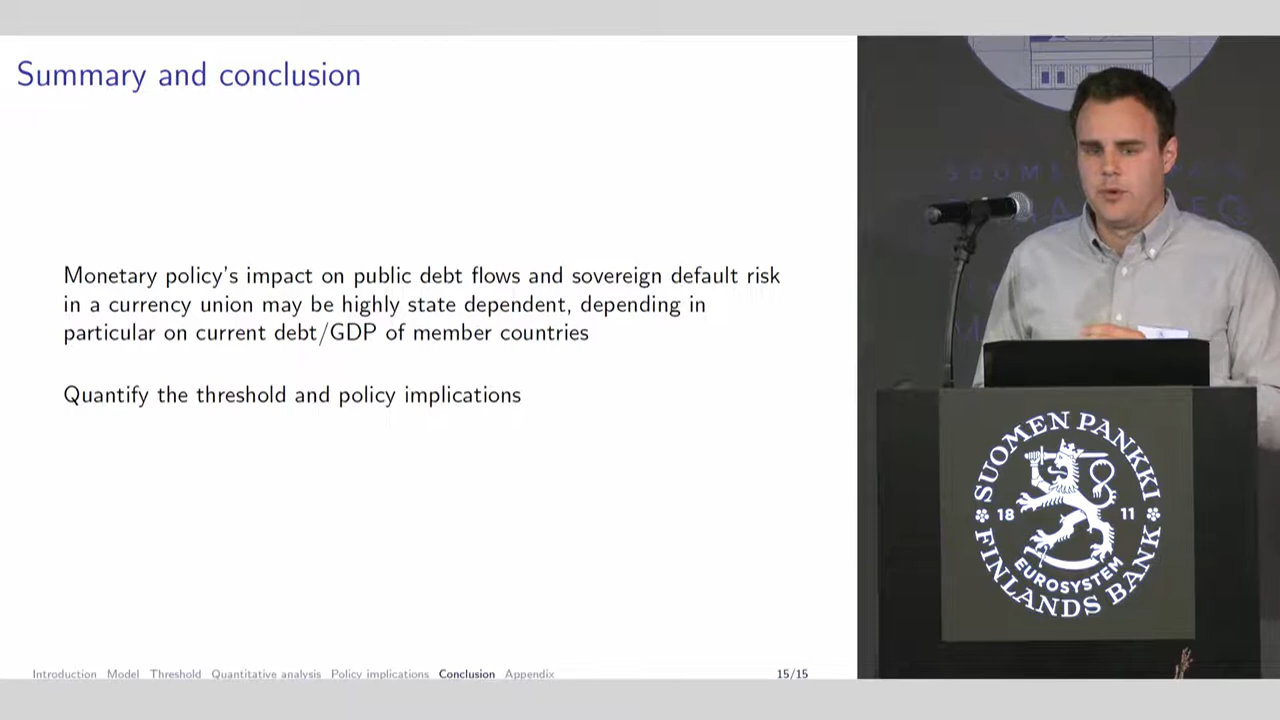 Summary and conclusion
Monetary policy's impact on public debt flows and sovereign default risk
in a currency union may be highly state dependent, depending in
particular on current debt/GDP of member countries
Quantify the threshold and policy implications
Introduction Model Threshold Quantitative analysis Policy implications Conclusion Appendix
15/15
SUOMEN PANKKI
18 11
EUROSYSTEM
FINLANDS BANK